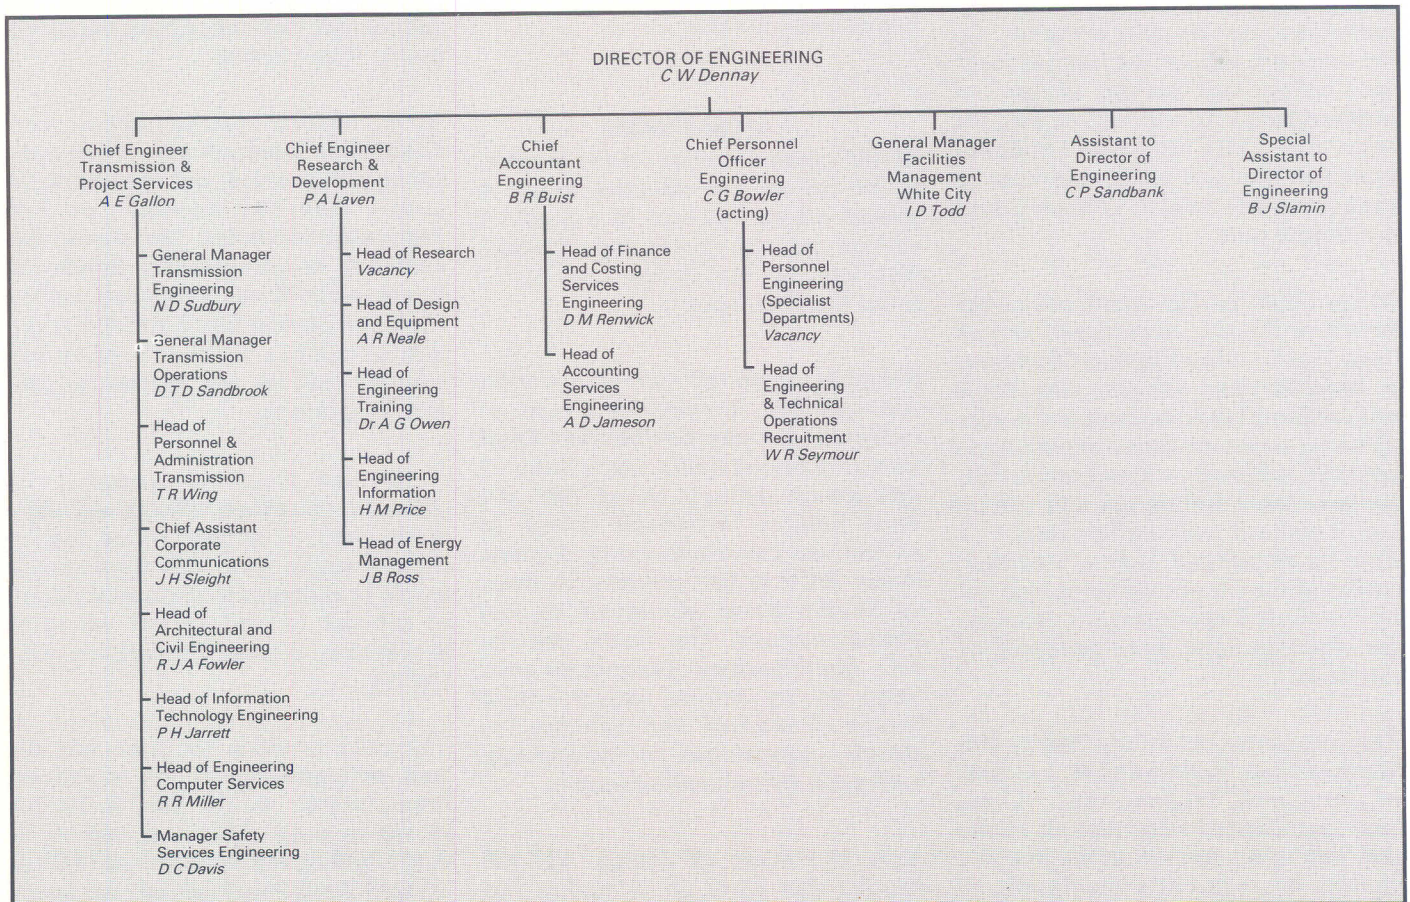 DIRECTOR OF ENGINEERING
C W Dennay
Chief Engineer
Transmission &
Project Services
A E Gallon
General Manager
Transmission
Engineering
N D Sudbury
General Manager
Transmission
Operations
D T D Sandbrook
Head of
Personnel &
Administration
Transmission
T R Wing
Chief Assistant
Corporate
Communications
J H Sleight
Head of
Architectural and
Civil Engineering
R J A Fowler
Head of Information
Technology Engineering
P H Jarrett
Head of Engineering
Computer Services
R R Miller
Manager Safety
Services Engineering
D C Davis
Chief Engineer
Research &
Development
P A Laven
Head of Research
Vacancy
Head of Design
and Equipment
A R Neale
Head of
Engineering
Training
Dr A G Owen
Head of
Engineering
Information
H M Price
Head of Energy
Management
J B Ross
Chief
Accountant
Engineering
B R Buist
Head of Finance
and Costing
Services
Engineering
D M Renwick
Head of
Accounting
Services
Engineering
A D Jameson
Chief Personnel
Officer
Engineering
C G Bowler
(acting)
Head of
Personnel
Engineering
(Specialist
Departments)
Vacancy
Head of
Engineering
& Technical
Operations
Recruitment
W R Seymour
General Manager
Facilities
Management
White City
I D Todd
Assistant to
Director of
Engineering
C P Sandbank
Special
Assistant to
Director of
Engineering
B J Slamin